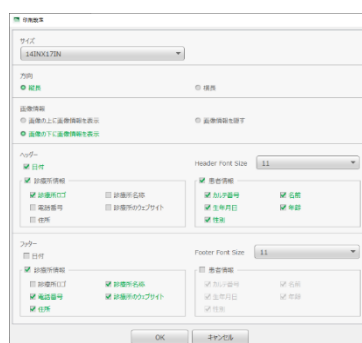 印刷設定
サイズ
14INX17IN
方向
縦長 横長
画像情報
画像の上に画像情報を表示 画像情報を隠す
画像の下に画像情報を表示
ヘッダー
日付 Header Font Size 11
診療所情報 患者情報
診療所ロゴ 診療所名称 カルテ番号 名前
電話番号 診療所のウェブサイト 生年月日 年齢
住所 性別
フッター
日付 Footer Font Size 11
診療所情報 患者情報
診療所ロゴ 診療所名称 カルテ番号 名前
電話番号 診療所のウェブサイト 生年月日 年齢
住所 性別
OK キャンセル